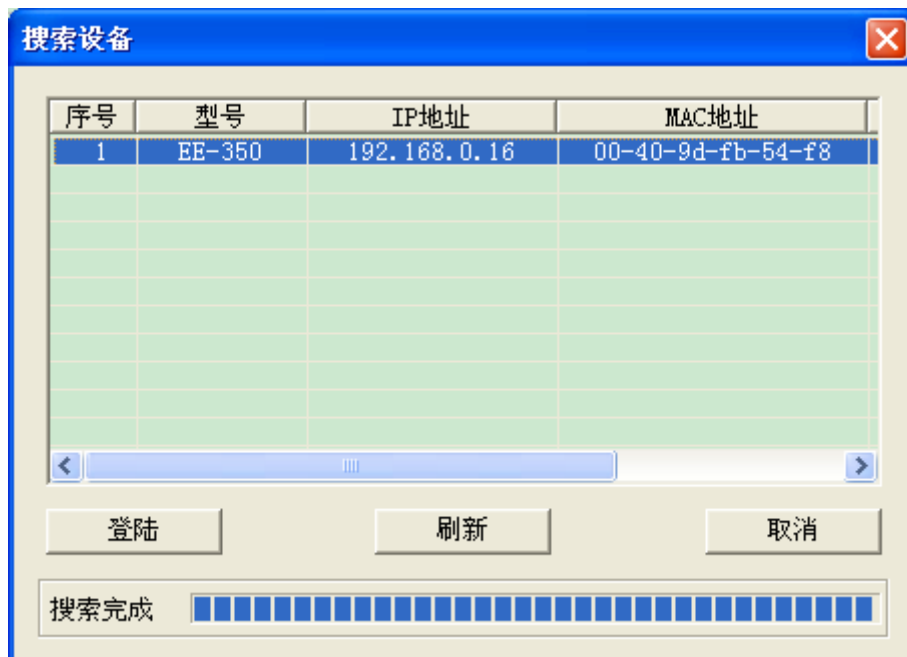 搜索设备
序号 型号 IP地址 MAC地址
1 EE-350 192.168.0.16 00-40-9d-fb-54-f8
登陆 刷新 取消
搜索完成